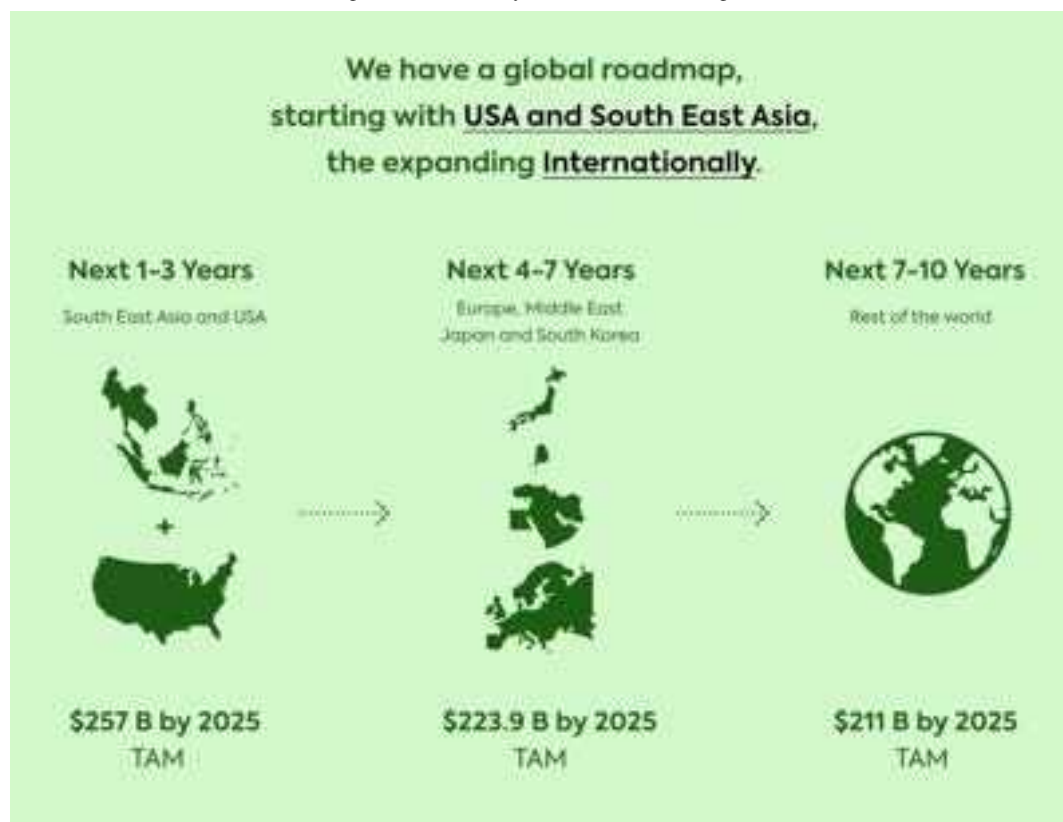 We have a global roadmap,
starting with USA and South East Asia,
the expanding Internationally.
Next 1-3 Years
South East Asia and USA
Next 4-7 Years
Europe, Middle East
Japan and South Korea
Next 7-10 Years
Rest of the world
+
$257 B by 2025
TAM
$223.9 B by 2025
TAM
$211 B by 2025
TAM